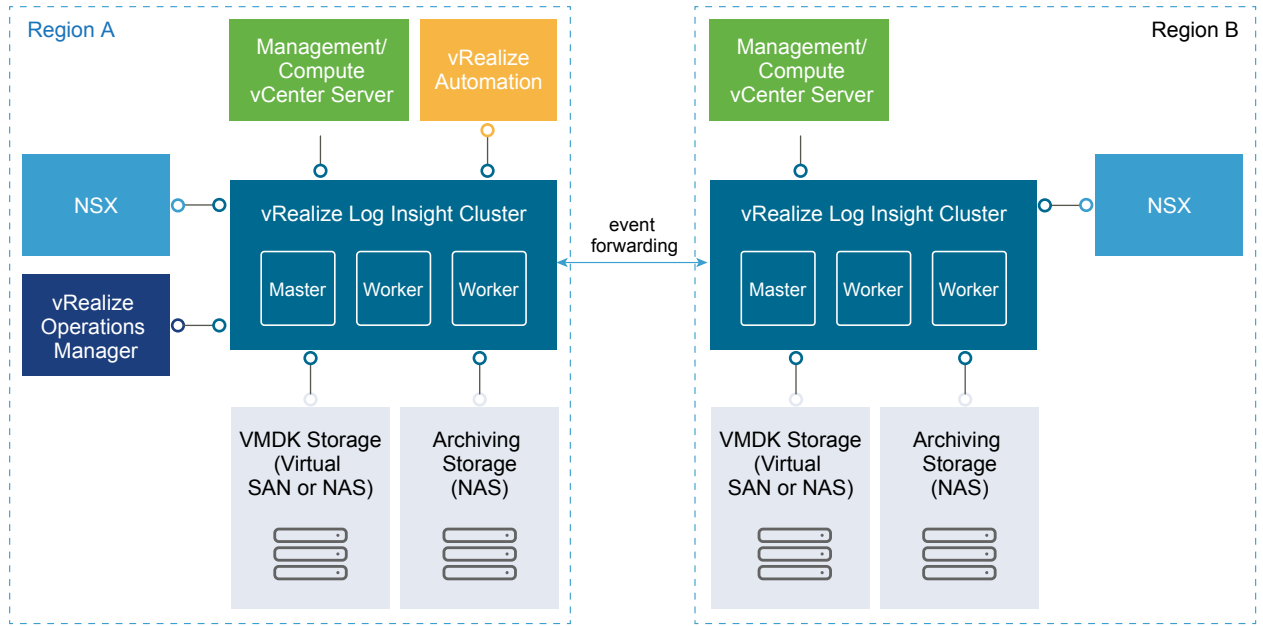 Region A
Management/
Compute
vCenter Server
vRealize
Automation
NSX
vRealize
Operations
Manager
vRealize Log Insight Cluster
Master
Worker
Worker
VMDK Storage
(Virtual
SAN or NAS)
Archiving
Storage
(NAS)
event
forwarding
Region B
Management/
Compute
vCenter Server
vRealize Log Insight Cluster
Master
Worker
Worker
NSX
VMDK Storage
(Virtual
SAN or NAS)
Archiving
Storage
(NAS)